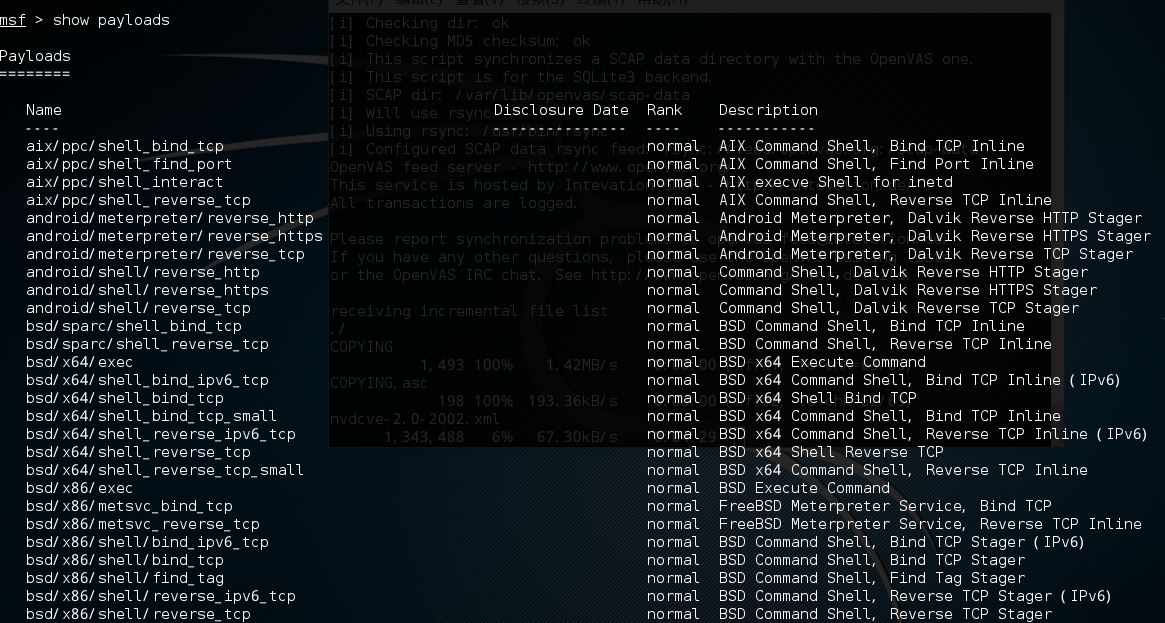 msf > show payloads
Payloads
========
Name Disclosure Date Rank Description
---- --------------- ---- -----------
aix/ppc/shell_bind_tcp normal AIX Command Shell, Bind TCP Inline
aix/ppc/shell_find_port normal AIX Command Shell, Find Port Inline
aix/ppc/shell_interact normal AIX execve Shell for inetd
aix/ppc/shell_reverse_tcp normal AIX Command Shell, Reverse TCP Inline
android/meterpreter/reverse_http normal Android Meterpreter, Dalvik Reverse HTTP Stager
android/meterpreter/reverse_https normal Android Meterpreter, Dalvik Reverse HTTPS Stager
android/meterpreter/reverse_tcp normal Android Meterpreter, Dalvik Reverse TCP Stager
android/shell/reverse_http normal Command Shell, Dalvik Reverse HTTP Stager
android/shell/reverse_https normal Command Shell, Dalvik Reverse HTTPS Stager
android/shell/reverse_tcp normal Command Shell, Dalvik Reverse TCP Stager
bsd/sparc/shell_bind_tcp normal BSD Command Shell, Bind TCP Inline
bsd/sparc/shell_reverse_tcp normal BSD Command Shell, Reverse TCP Inline
bsd/x64/exec normal BSD x64 Execute Command
bsd/x64/shell_bind_ipv6_tcp normal BSD x64 Command Shell, Bind TCP Inline (IPv6)
bsd/x64/shell_bind_tcp normal BSD x64 Shell Bind TCP
bsd/x64/shell_bind_tcp_small normal BSD x64 Command Shell, Bind TCP Inline
bsd/x64/shell_reverse_ipv6_tcp normal BSD x64 Command Shell, Reverse TCP Inline (IPv6)
bsd/x64/shell_reverse_tcp normal BSD x64 Shell Reverse TCP
bsd/x64/shell_reverse_tcp_small normal BSD x64 Command Shell, Reverse TCP Inline
bsd/x86/exec normal BSD Execute Command
bsd/x86/metsvc_bind_tcp normal FreeBSD Meterpreter Service, Bind TCP
bsd/x86/metsvc_reverse_tcp normal FreeBSD Meterpreter Service, Reverse TCP Inline
bsd/x86/shell/bind_ipv6_tcp normal BSD Command Shell, Bind TCP Stager (IPv6)
bsd/x86/shell/bind_tcp normal BSD Command Shell, Bind TCP Stager
bsd/x86/shell/find_tag normal BSD Command Shell, Find Tag Stager
bsd/x86/shell/reverse_ipv6_tcp normal BSD Command Shell, Reverse TCP Stager (IPv6)
bsd/x86/shell/reverse_tcp normal BSD Command Shell, Reverse TCP Stager
[i] Checking dir: ok
[i] Checking MD5 checksum: ok
[i] This script synchronizes a SCAP data directory with the OpenVAS one.
[i] This script is for the SQLite3 backend.
[i] SCAP dir: /var/lib/openvas/scap-data
[i] Will use rsync
[i] Using rsync: /usr/bin/rsync
[i] Configured SCAP data rsync feed
OpenVAS feed server - http://www.openvas
This service is hosted by Intevation
All transactions are logged.
Please report synchronization
If you have any other questions,
or the OpenVAS IRC chat. See http:/
receiving incremental file list
./
COPYING
1,493 100% 1.42MB/s
COPYING.asc
198 100% 193.36kB/s
nvdcve-2.0-2002.xml
1,343,488 6% 67.30kB/s